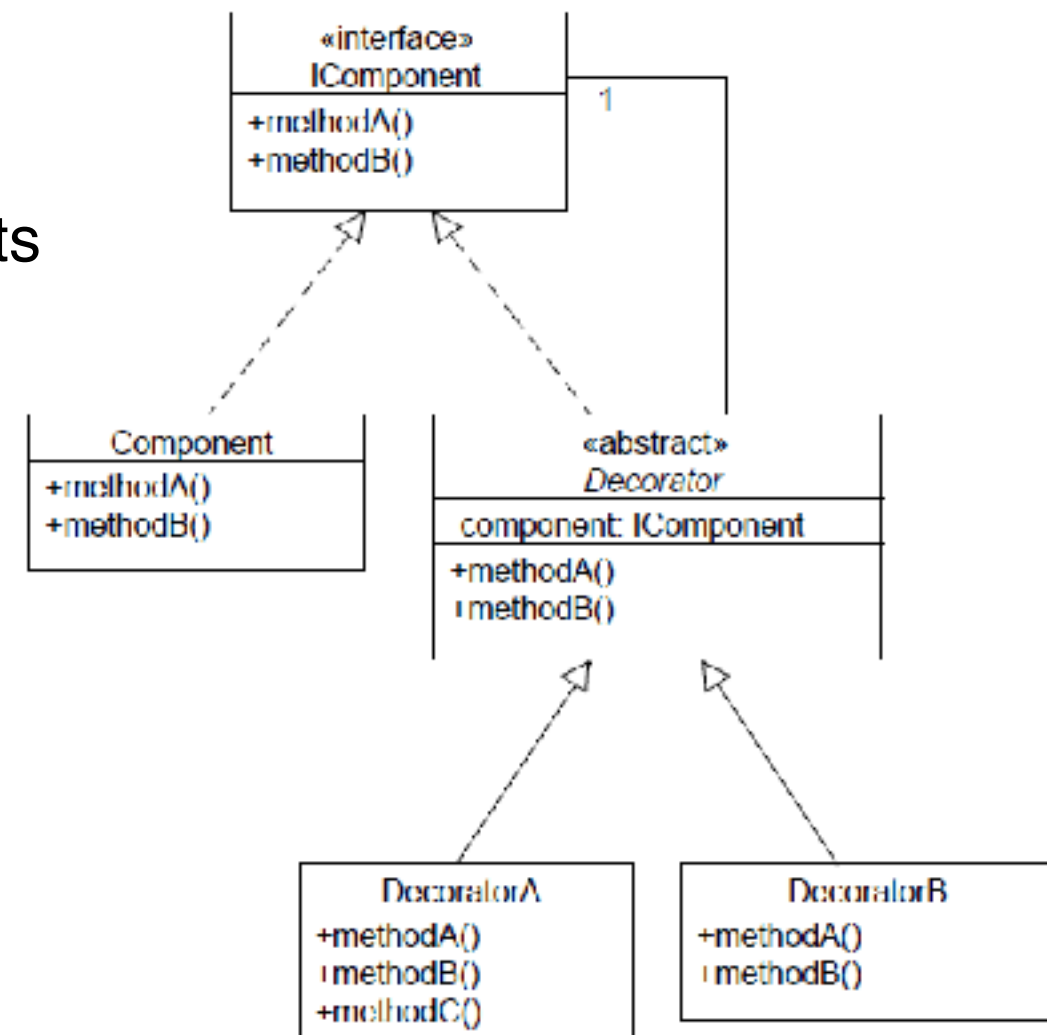 «interface»
IComponent
1
+methodA()
+methodB()
ts
Component
+methodA()
+methodB()
«abstract»
Decorator
component: IComponent
+methodA()
+methodB()
DecoratorA
+methodA()
+methodB()
+methodC()
DecoratorB
+methodA()
+methodB()